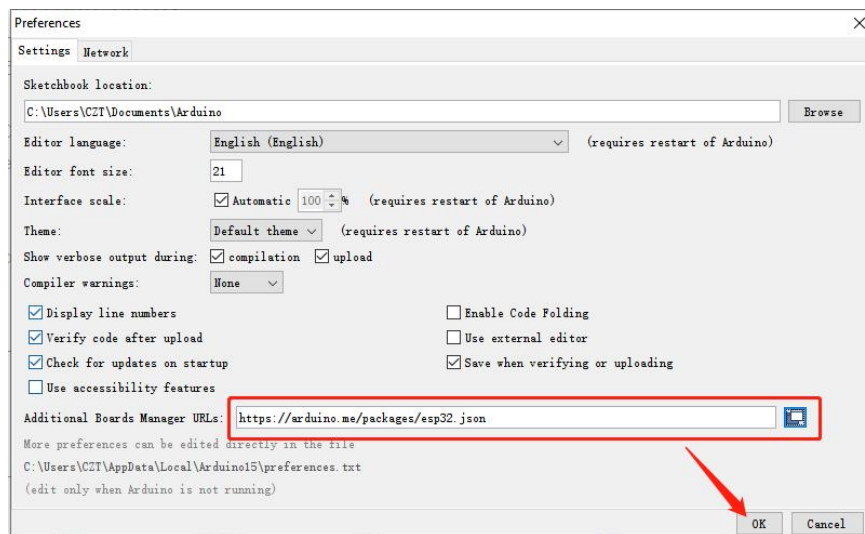 Preferences
Settings Network
Sketchbook location:
C:\Users\CZT\Documents\Arduino Browse
Editor language: English (English) (requires restart of Arduino)
Editor font size: 21
Interface scale: Automatic 100 % (requires restart of Arduino)
Theme: Default theme (requires restart of Arduino)
Show verbose output during: compilation upload
Compiler warnings: None
Display line numbers Enable Code Folding
Verify code after upload Use external editor
Check for updates on startup Save when verifying or uploading
Use accessibility features
Additional Boards Manager URLs: https://arduino.me/packages/esp32.json
More preferences can be edited directly in the file
C:\Users\CZT\AppData\Local\Arduino15\preferences.txt
(edit only when Arduino is not running)
OK Cancel